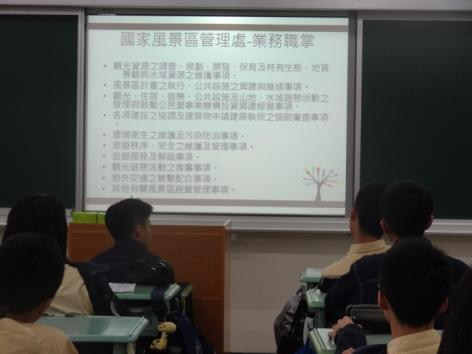 國家風景區管理處-業務職掌
• 觀光資源之調查、規劃、開發、保育及特有生態、地質
、景觀與水域資源之維護事項。
• 風景區計畫之執行、公共設施之興建與維修事項。
• 觀光、住宿、遊憩、公共設施及山地、水域遊憩活動之
管理與鼓勵公民營事業機構投資興建經營事項。
• 各項建設之協調及建築物申請建築執照之協助審查事項
。
• 環境衛生之維護及污染防治事項。
• 旅遊秩序、安全之維護及管理事項。
• 旅遊服務及解說事項。
• 觀光遊憩活動之推廣事項。
• 對外交通之聯繫配合事項。
• 其他有關風景區經營管理事項。